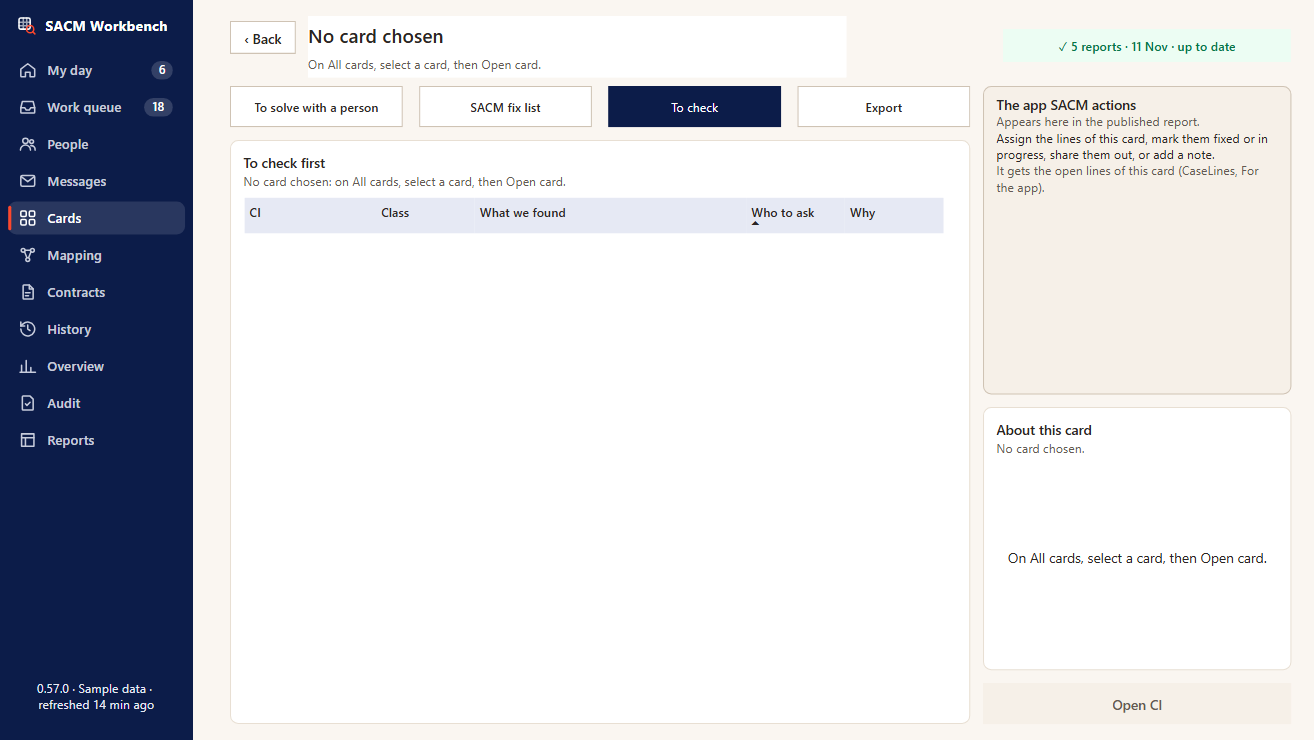 SACM Workbench
My day 6
Work queue 18
People
Messages
Cards
Mapping
Contracts
History
Overview
Audit
Reports
0.57.0 · Sample data ·
refreshed 14 min ago
‹ Back
No card chosen
On All cards, select a card, then Open card.
✓ 5 reports · 11 Nov · up to date
To solve with a person
SACM fix list
To check
Export
To check first
No card chosen: on All cards, select a card, then Open card.
CI Class What we found Who to ask Why
The app SACM actions
Appears here in the published report.
Assign the lines of this card, mark them fixed or in
progress, share them out, or add a note.
It gets the open lines of this card (CaseLines, For
the app).
About this card
No card chosen.
On All cards, select a card, then Open card.
Open CI